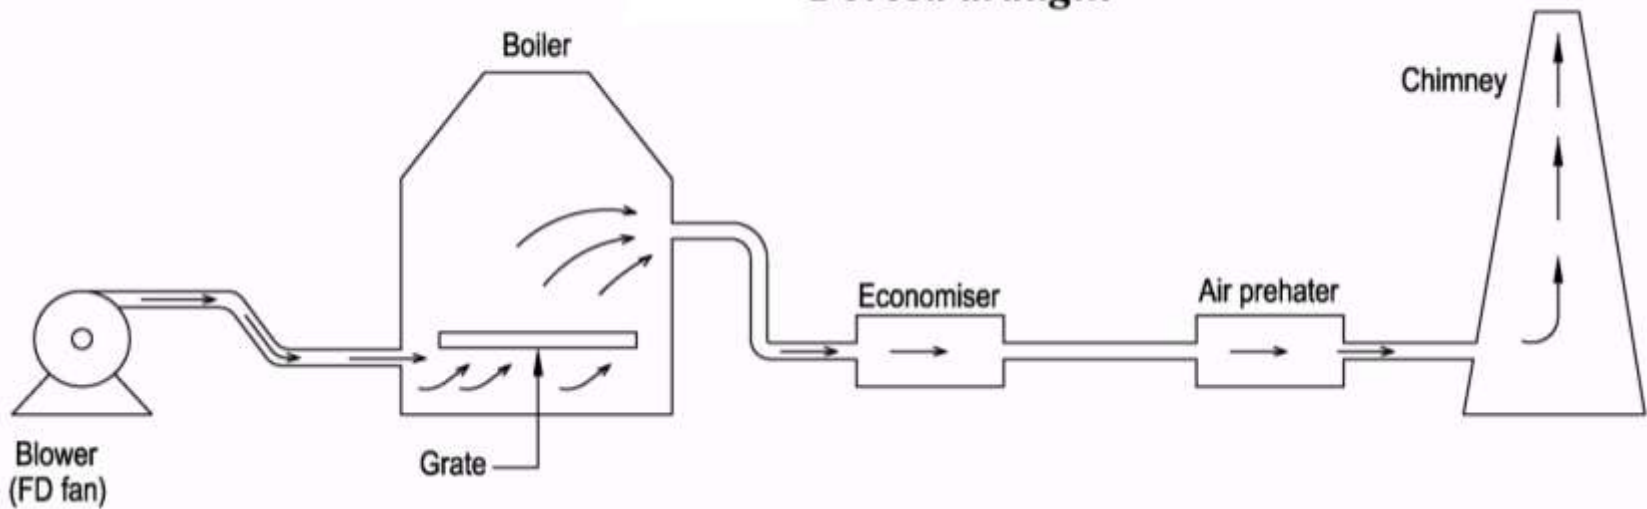 Boiler
Chimney
Economiser
Air prehater
Blower
(FD fan)
Grate